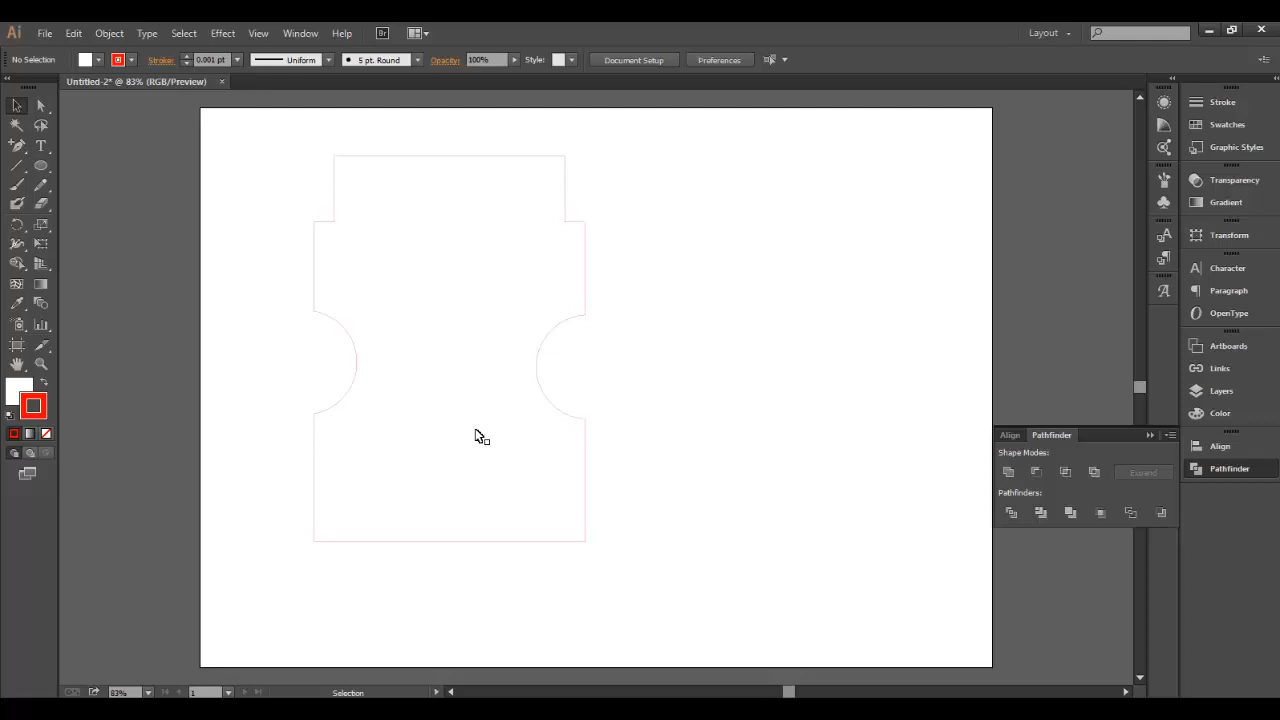 Ai File Edit Object Type Select Effect View Window Help Br Layout
No Selection Stroke: 0.001 pt Uniform 5 pt. Round Opacity: 100% Style: Document Setup Preferences
Untitled-2* @ 83% (RGB/Preview) ×
Stroke
Swatches
Graphic Styles
Transparency
Gradient
Transform
Character
Paragraph
OpenType
Artboards
Links
Layers
Color
Align Pathfinder
Shape Modes:
Expand
Pathfinders:
Align
Pathfinder
83% 1 Selection